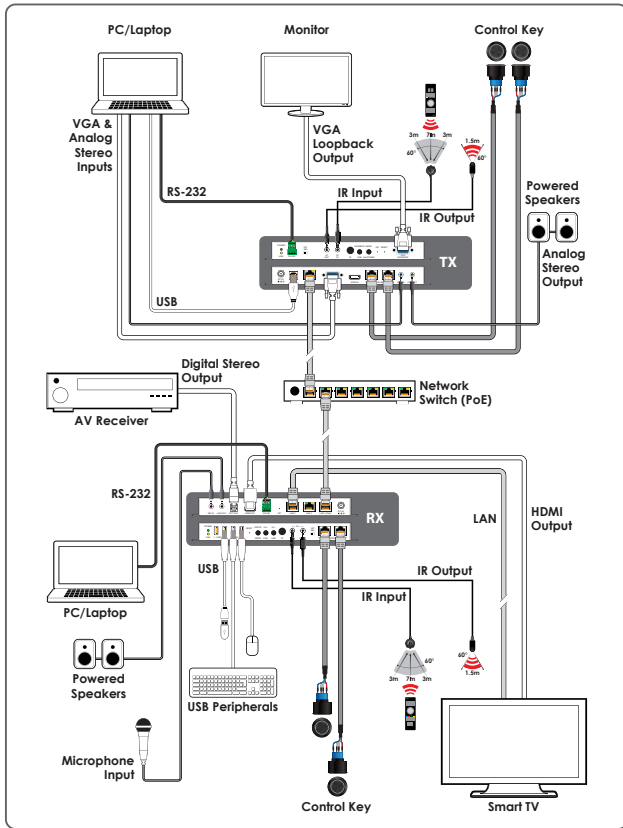 PC/Laptop
Monitor
Control Key
VGA &
Analog
Stereo
Inputs
VGA
Loopback
Output
3m 7m 3m
60°
1.5m
60°
RS-232
IR Input
IR Output
Powered
Speakers
Analog
Stereo
Output
TX
USB
Digital Stereo
Output
AV Receiver
Network
Switch (PoE)
RS-232
RX
LAN
HDMI
Output
USB
PC/Laptop
IR Output
IR Input
60°
3m 7m 3m
60°
1.5m
Powered
Speakers
USB Peripherals
Microphone
Input
Control Key
Smart TV